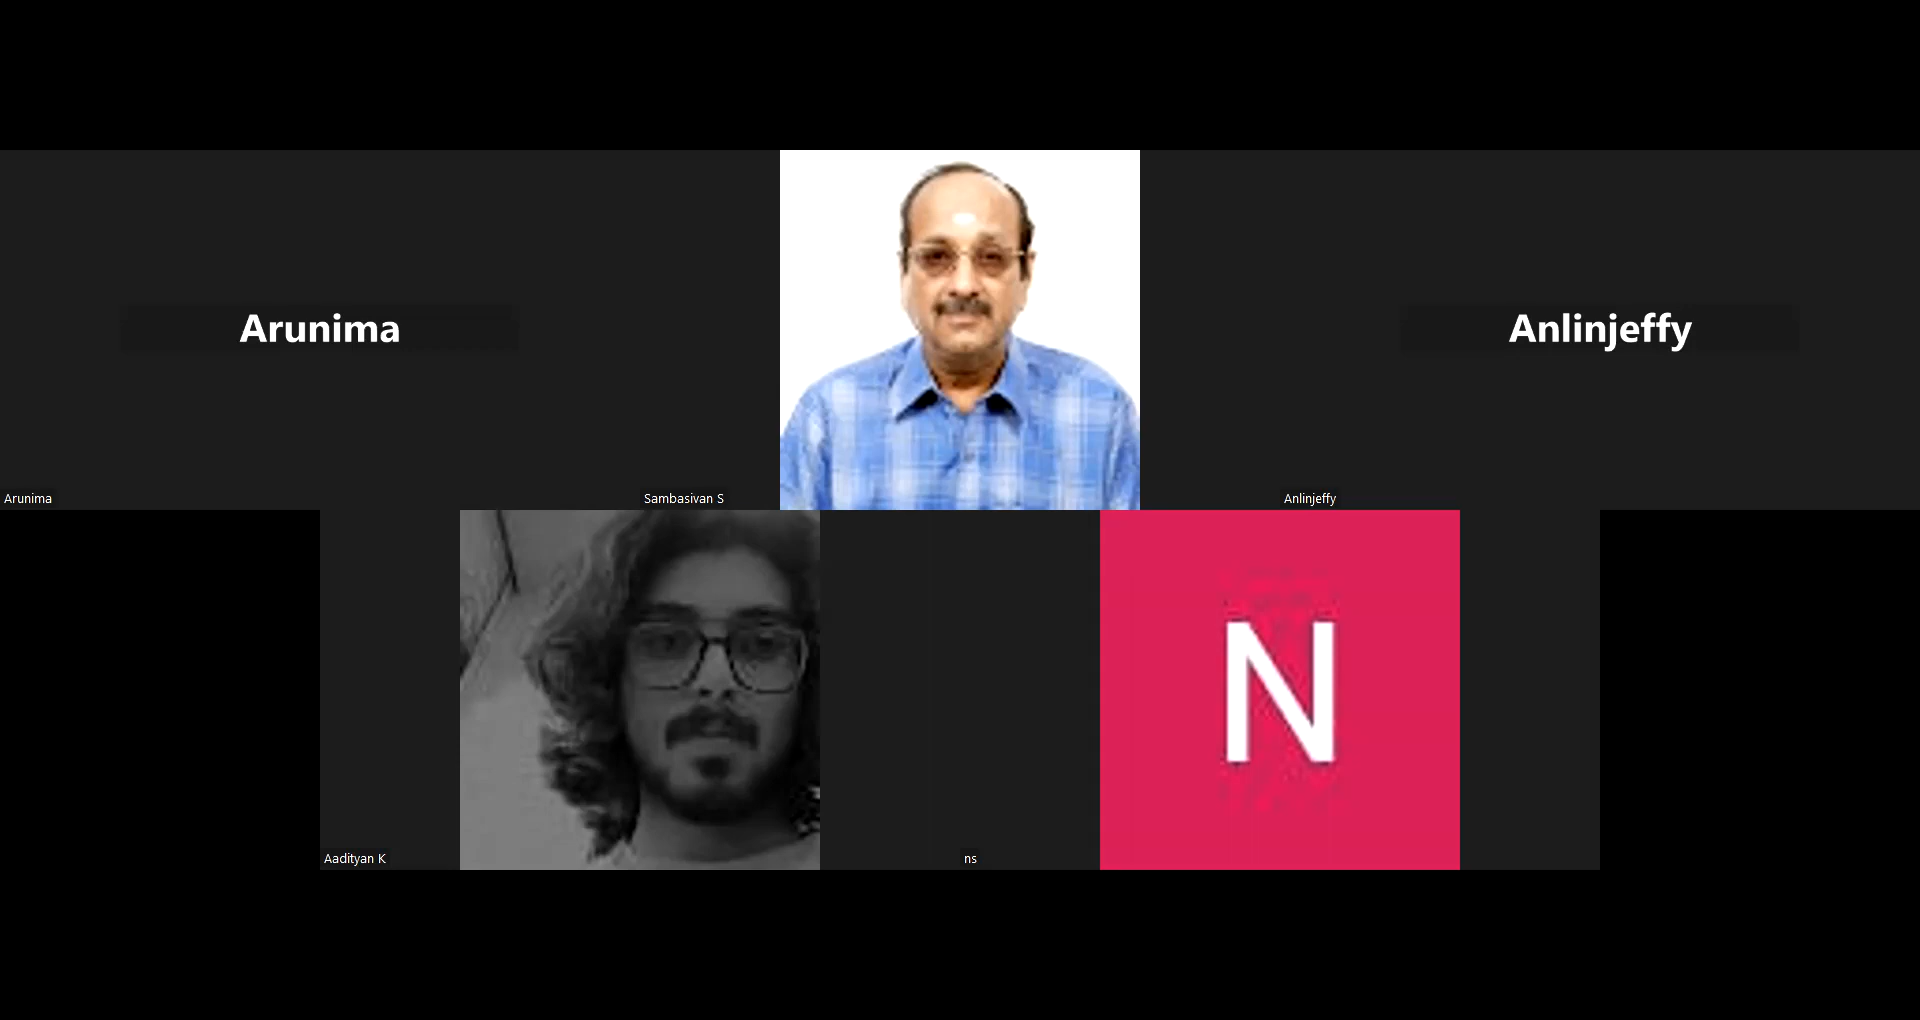 Arunima
Anlinjeffy
Arunima
Sambasivan S
Anlinjeffy
N
Aadityan K
ns